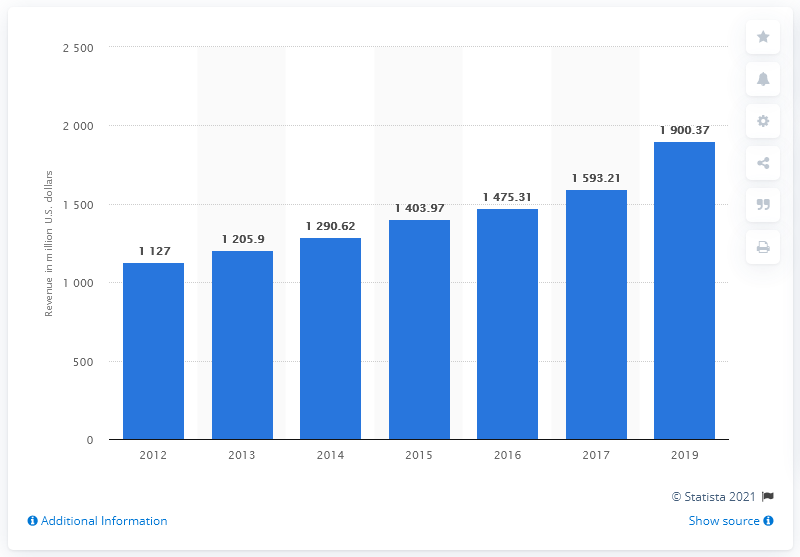 2 500
2 000
1 500
1 000
500
0
Revenue in million U.S. dollars
1 127
1 205.9
1 290.62
1 403.97
1 475.31
1 593.21
1 900.37
2012 2013 2014 2015 2016 2017 2019
© Statista 2021
Additional Information
Show source